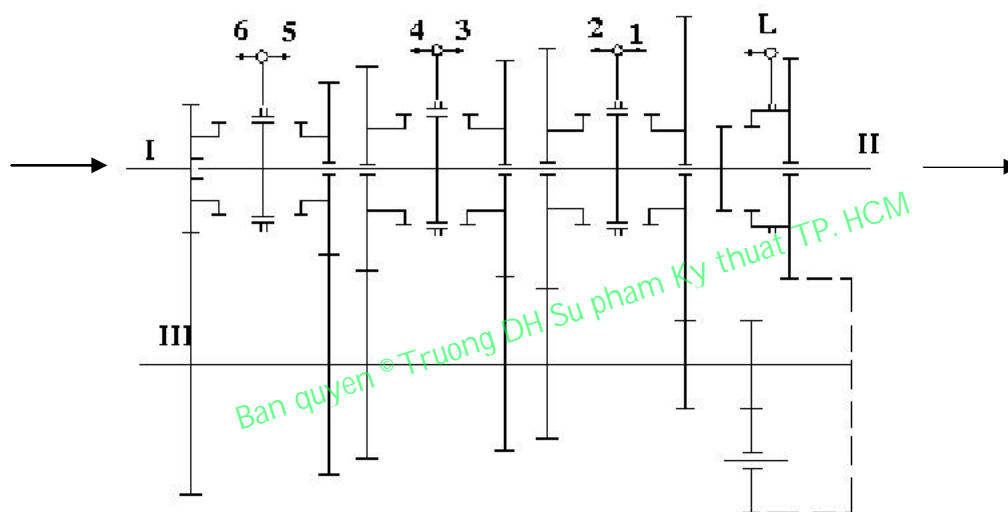 6 5
4 3
2 1
L
I
II
III
Ban quyen © Truong DH Su pham Ky thuat TP. HCM